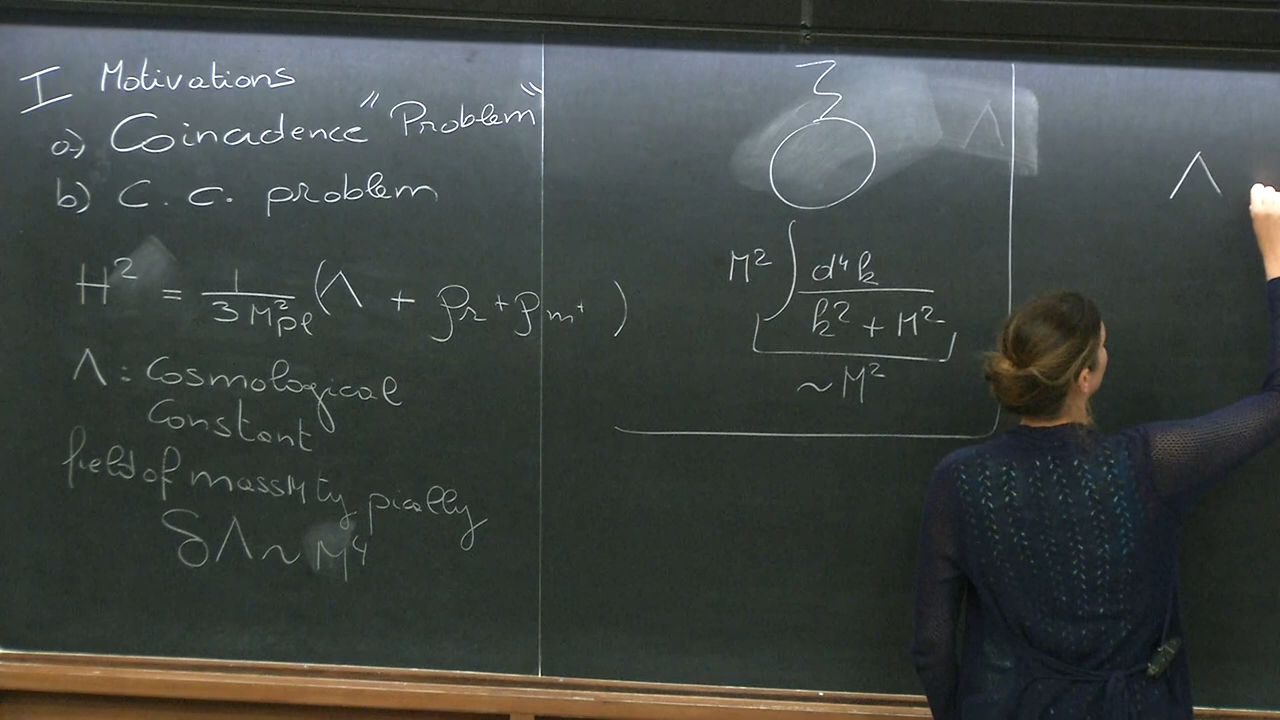 I Motivations
a) Coincidence "Problem"
b) C.C. problem
H² = 1/(3 M²pl) (Λ + ρr + ρm + )
Λ : Cosmological
Constant
field of mass M typically
δΛ ~ M⁴
Λ
M² ∫ d⁴k / (k² + M²)
~ M²
Λ